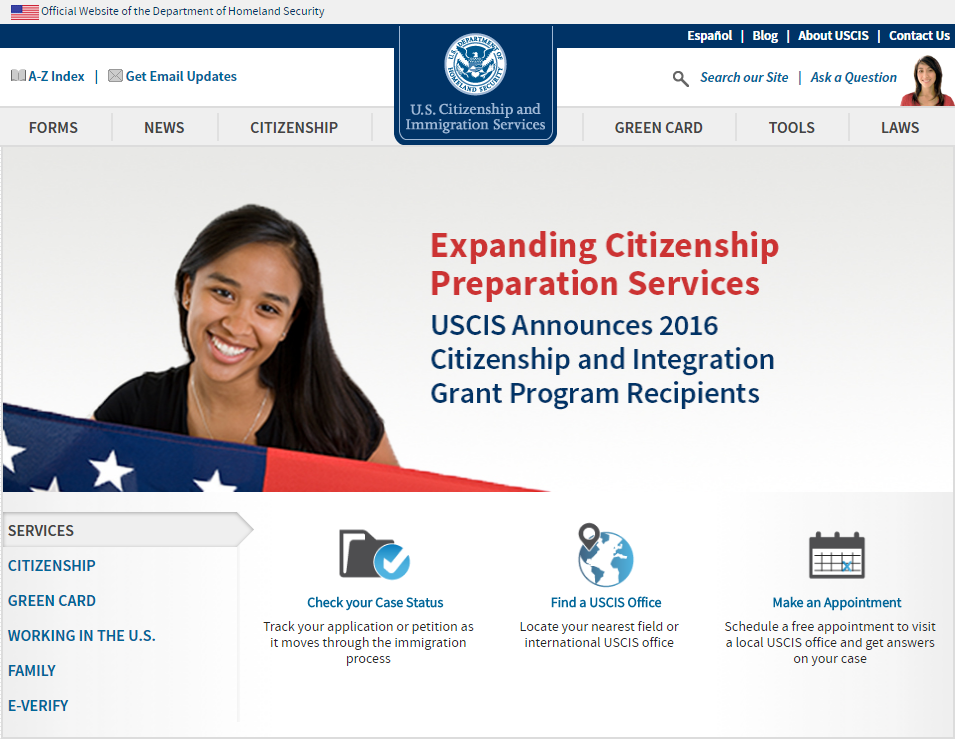 Official Website of the Department of Homeland Security
Español | Blog | About USCIS | Contact Us
A-Z Index | Get Email Updates
U.S. DEPARTMENT OF HOMELAND SECURITY
U.S. Citizenship and
Immigration Services
Search our Site | Ask a Question
FORMS
NEWS
CITIZENSHIP
GREEN CARD
TOOLS
LAWS
Expanding Citizenship
Preparation Services
USCIS Announces 2016
Citizenship and Integration
Grant Program Recipients
SERVICES
CITIZENSHIP
GREEN CARD
WORKING IN THE U.S.
FAMILY
E-VERIFY
Check your Case Status
Track your application or petition as
it moves through the immigration
process
Find a USCIS Office
Locate your nearest field or
international USCIS office
Make an Appointment
Schedule a free appointment to visit
a local USCIS office and get answers
on your case